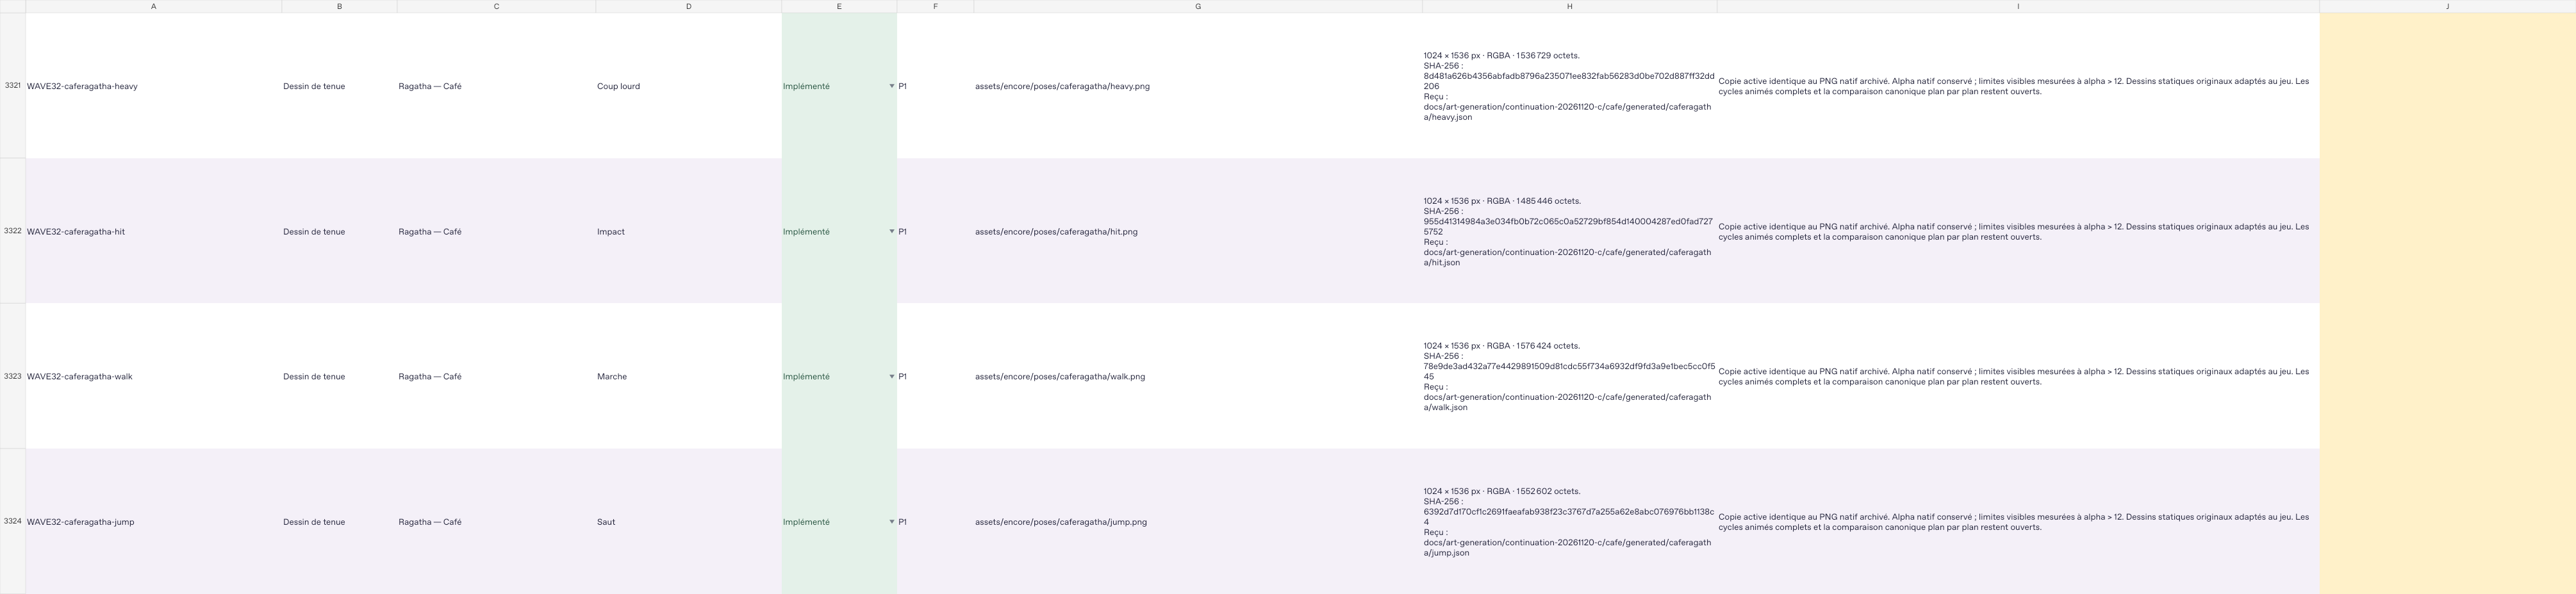 A B C D E F G H I J
3321 WAVE32-caferagatha-heavy Dessin de tenue Ragatha — Café Coup lourd Implémenté P1 assets/encore/poses/caferagatha/heavy.png
1024 × 1536 px · RGBA · 1 536 729 octets.
SHA-256 :
8d481a626b4356abfadb8796a235071ee832fab56283d0be702d887ff32dd
206
Reçu :
docs/art-generation/continuation-20261120-c/cafe/generated/caferagath
a/heavy.json
Copie active identique au PNG natif archivé. Alpha natif conservé ; limites visibles mesurées à alpha > 12. Dessins statiques originaux adaptés au jeu. Les
cycles animés complets et la comparaison canonique plan par plan restent ouverts.
3322 WAVE32-caferagatha-hit Dessin de tenue Ragatha — Café Impact Implémenté P1 assets/encore/poses/caferagatha/hit.png
1024 × 1536 px · RGBA · 1 485 446 octets.
SHA-256 :
955d41314984a3e034fb0b72c065c0a52729bf854d140004287ed0fad727
5752
Reçu :
docs/art-generation/continuation-20261120-c/cafe/generated/caferagath
a/hit.json
Copie active identique au PNG natif archivé. Alpha natif conservé ; limites visibles mesurées à alpha > 12. Dessins statiques originaux adaptés au jeu. Les
cycles animés complets et la comparaison canonique plan par plan restent ouverts.
3323 WAVE32-caferagatha-walk Dessin de tenue Ragatha — Café Marche Implémenté P1 assets/encore/poses/caferagatha/walk.png
1024 × 1536 px · RGBA · 1 576 424 octets.
SHA-256 :
78e9de3ad432a77e4429891509d81cdc55f734a6932df9fd3a9e1bec5cc0f5
45
Reçu :
docs/art-generation/continuation-20261120-c/cafe/generated/caferagath
a/walk.json
Copie active identique au PNG natif archivé. Alpha natif conservé ; limites visibles mesurées à alpha > 12. Dessins statiques originaux adaptés au jeu. Les
cycles animés complets et la comparaison canonique plan par plan restent ouverts.
3324 WAVE32-caferagatha-jump Dessin de tenue Ragatha — Café Saut Implémenté P1 assets/encore/poses/caferagatha/jump.png
1024 × 1536 px · RGBA · 1 552 602 octets.
SHA-256 :
6392d7d170cf1c2691faeafab938f23c3767d7a255a62e8abc076976bb1138c
4
Reçu :
docs/art-generation/continuation-20261120-c/cafe/generated/caferagath
a/jump.json
Copie active identique au PNG natif archivé. Alpha natif conservé ; limites visibles mesurées à alpha > 12. Dessins statiques originaux adaptés au jeu. Les
cycles animés complets et la comparaison canonique plan par plan restent ouverts.